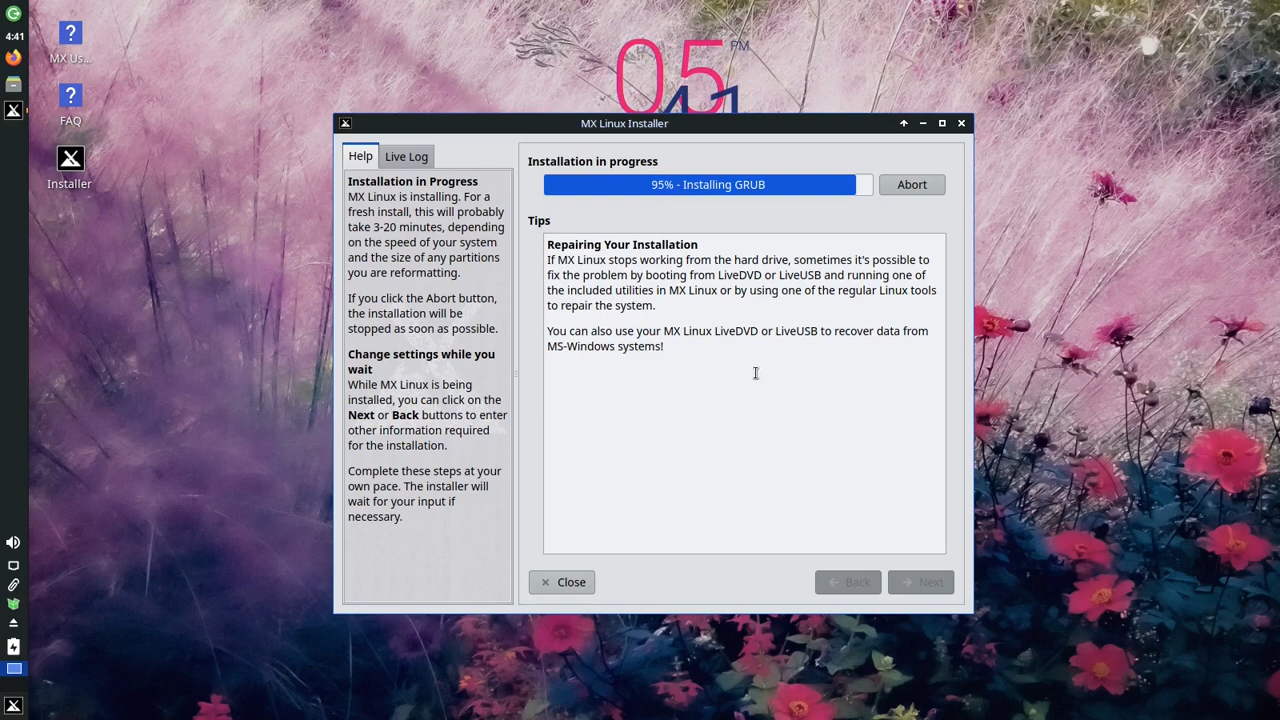 4:41
MX Us...
FAQ
Installer
05
PM
41
MX Linux Installer
Help
Live Log
Installation in Progress
MX Linux is installing. For a
fresh install, this will probably
take 3-20 minutes, depending
on the speed of your system
and the size of any partitions
you are reformatting.
If you click the Abort button,
the installation will be
stopped as soon as possible.
Change settings while you
wait
While MX Linux is being
installed, you can click on the
Next or Back buttons to enter
other information required
for the installation.
Complete these steps at your
own pace. The installer will
wait for your input if
necessary.
Installation in progress
95% - Installing GRUB
Abort
Tips
Repairing Your Installation
If MX Linux stops working from the hard drive, sometimes it's possible to
fix the problem by booting from LiveDVD or LiveUSB and running one of
the included utilities in MX Linux or by using one of the regular Linux tools
to repair the system.
You can also use your MX Linux LiveDVD or LiveUSB to recover data from
MS-Windows systems!
Close
Back
Next